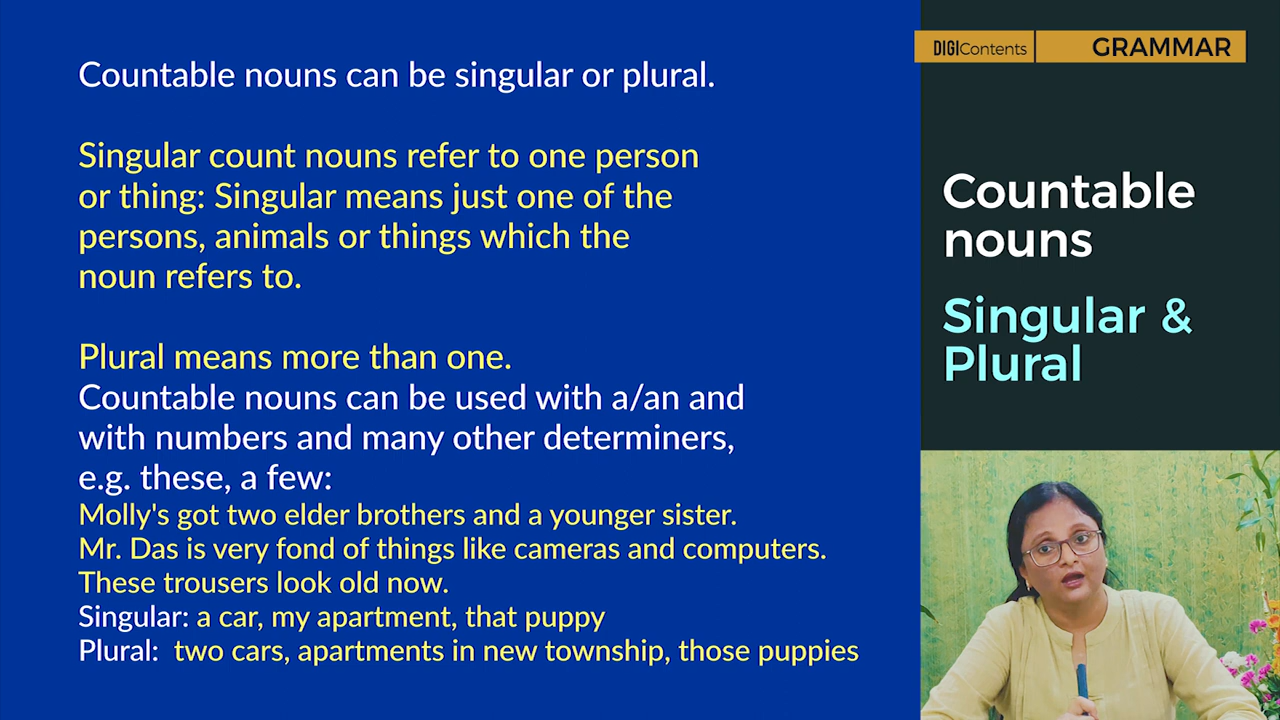 Countable nouns can be singular or plural.
Singular count nouns refer to one person
or thing: Singular means just one of the
persons, animals or things which the
noun refers to.
Plural means more than one.
Countable nouns can be used with a/an and
with numbers and many other determiners,
e.g. these, a few:
Molly's got two elder brothers and a younger sister.
Mr. Das is very fond of things like cameras and computers.
These trousers look old now.
Singular: a car, my apartment, that puppy
Plural: two cars, apartments in new township, those puppies
DIGIContents GRAMMAR
Countable
nouns
Singular &
Plural